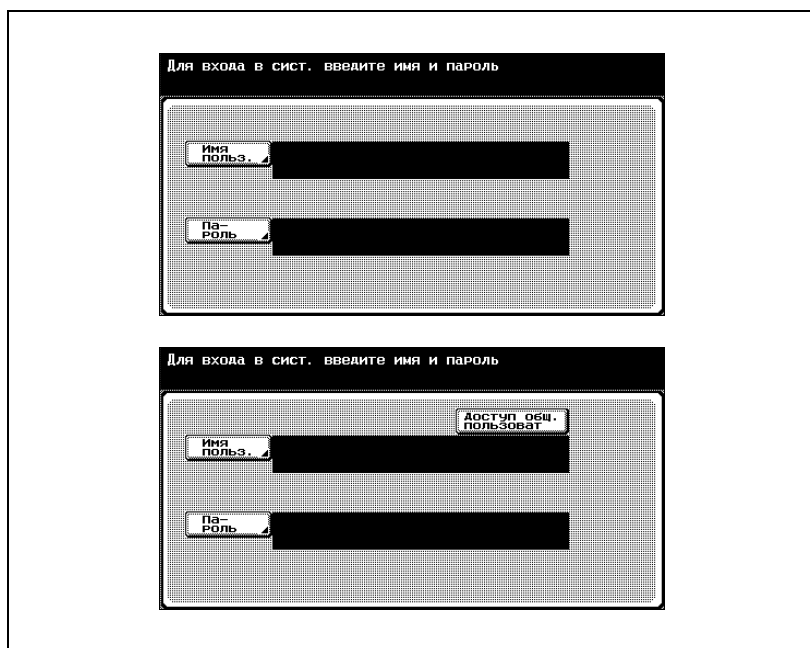 Для входа в сист. введите имя и пароль
Имя
польз.
Па-
роль
Для входа в сист. введите имя и пароль
Доступ общ.
пользоват
Имя
польз.
Па-
роль